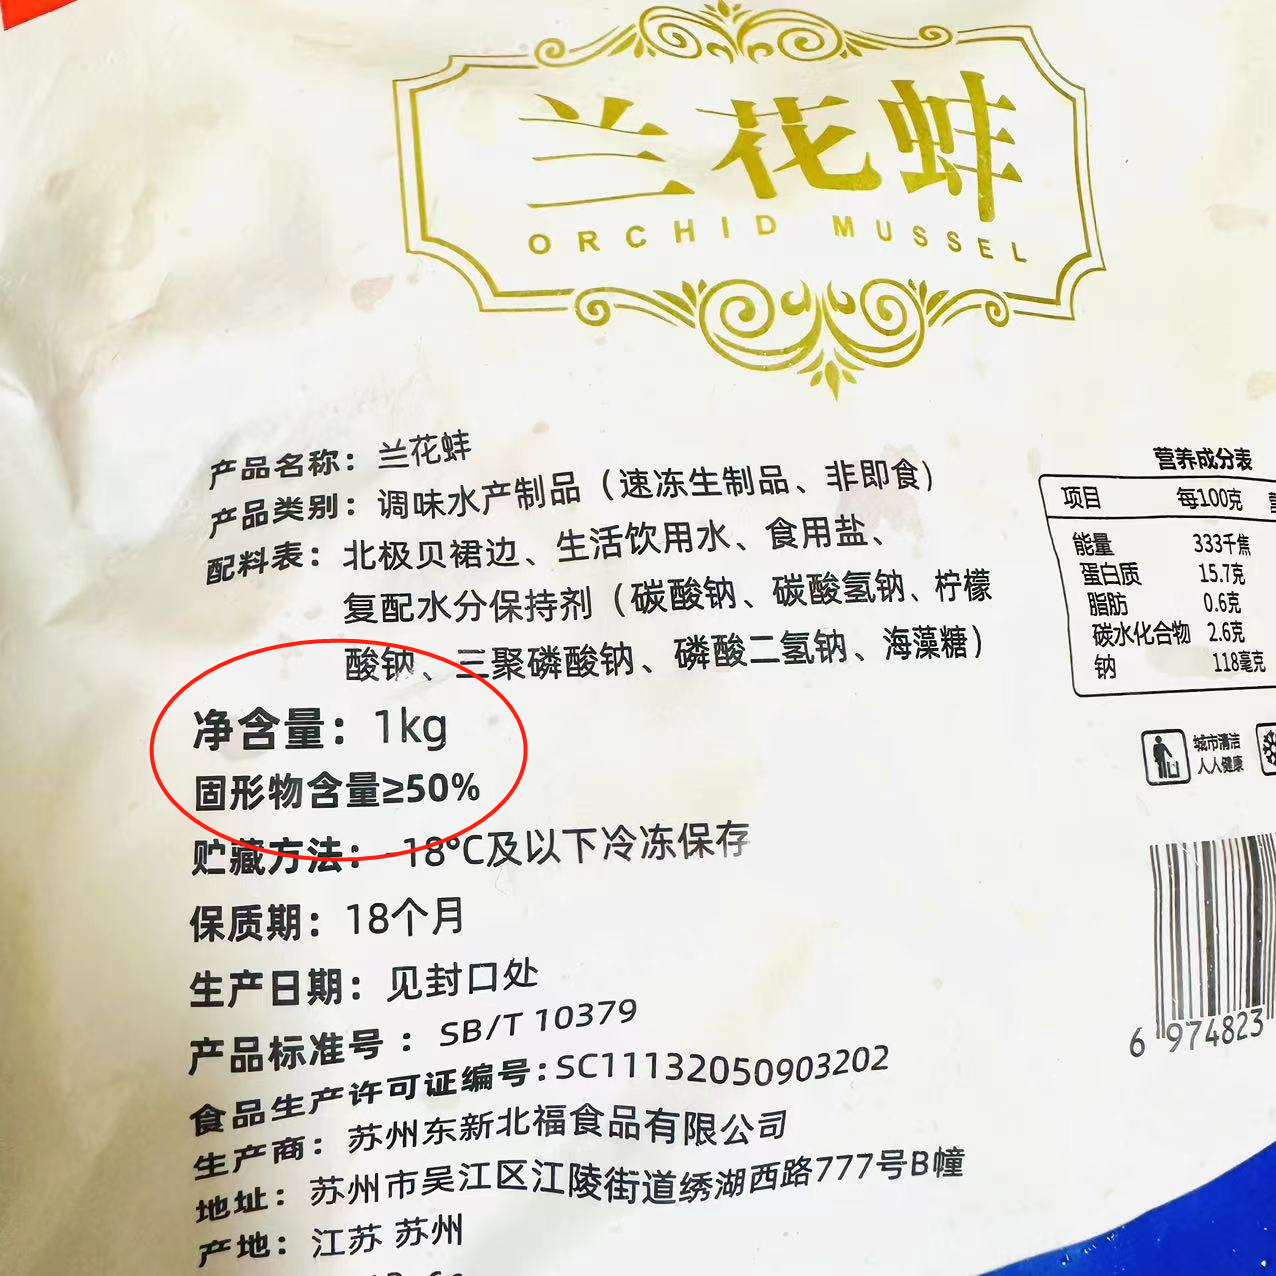 兰花蚌
ORCHID MUSSEL
产品名称：兰花蚌
产品类别：调味水产制品（速冻生制品、非即食）
配料表：北极贝裙边、生活饮用水、食用盐、
复配水分保持剂（碳酸钠、碳酸氢钠、柠檬
酸钠、三聚磷酸钠、磷酸二氢钠、海藻糖）
净含量：1kg
固形物含量≥50%
贮藏方法：-18°C及以下冷冻保存
保质期：18个月
生产日期：见封口处
产品标准号：SB/T 10379
食品生产许可证编号:SC11132050903202
生产商：苏州东新北福食品有限公司
地址：苏州市吴江区江陵街道绣湖西路777号B幢
产地：江苏 苏州
营养成分表
项目 每100克
能量 333千焦
蛋白质 15.7克
脂肪 0.6克
碳水化合物 2.6克
钠 118毫克
城市清洁
人人健康
6 974823